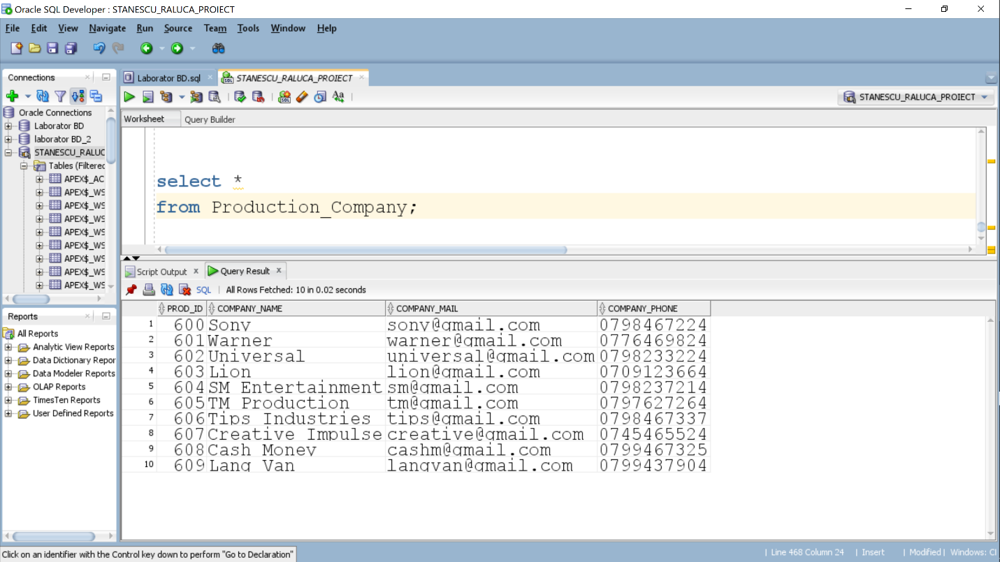 Oracle SQL Developer : STANESCU_RALUCA_PROIECT
File Edit View Navigate Run Source Team Tools Window Help
Connections
Laborator BD.sql
STANESCU_RALUCA_PROIECT
STANESCU_RALUCA_PROIECT
Worksheet Query Builder
Oracle Connections
Laborator BD
laborator BD_2
STANESCU_RALUC
Tables (Filtered
APEX$_AC
APEX$_WS
APEX$_WS
APEX$_WS
APEX$_WS
APEX$_WS
APEX$_WS
APEX$_WS
APEX$_WS
select *
from Production_Company;
Script Output Query Result
SQL | All Rows Fetched: 10 in 0.02 seconds
PROD_ID COMPANY_NAME COMPANY_MAIL COMPANY_PHONE
1 600 Sony sony@gmail.com 0798467224
2 601 Warner warner@gmail.com 0776469824
3 602 Universal universal@gmail.com 0798233224
4 603 Lion lion@gmail.com 0709123664
5 604 SM Entertainment sm@gmail.com 0798237214
6 605 TM Production tm@gmail.com 0797627264
7 606 Tips Industries tips@gmail.com 0798467337
8 607 Creative Impulse creative@gmail.com 0745465524
9 608 Cash Money cashm@gmail.com 0799467325
10 609 Lang Van langvan@gmail.com 0799437904
Reports
All Reports
Analytic View Reports
Data Dictionary Repor
Data Modeler Reports
OLAP Reports
TimesTen Reports
User Defined Reports
Click on an identifier with the Control key down to perform "Go to Declaration"
| Line 468 Column 24 | Insert | Modified | Windows: Cl